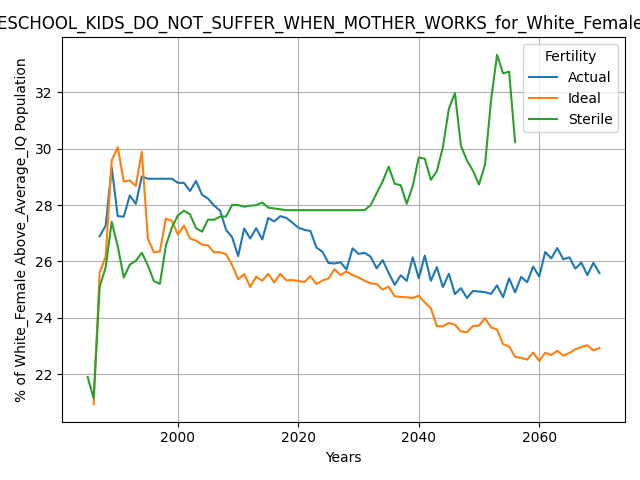 ESCHOOL_KIDS_DO_NOT_SUFFER_WHEN_MOTHER_WORKS_for_White_Female
% of White_Female Above_Average_IQ Population
32
30
28
26
24
22
Fertility
Actual
Ideal
Sterile
2000
2020
2040
2060
Years